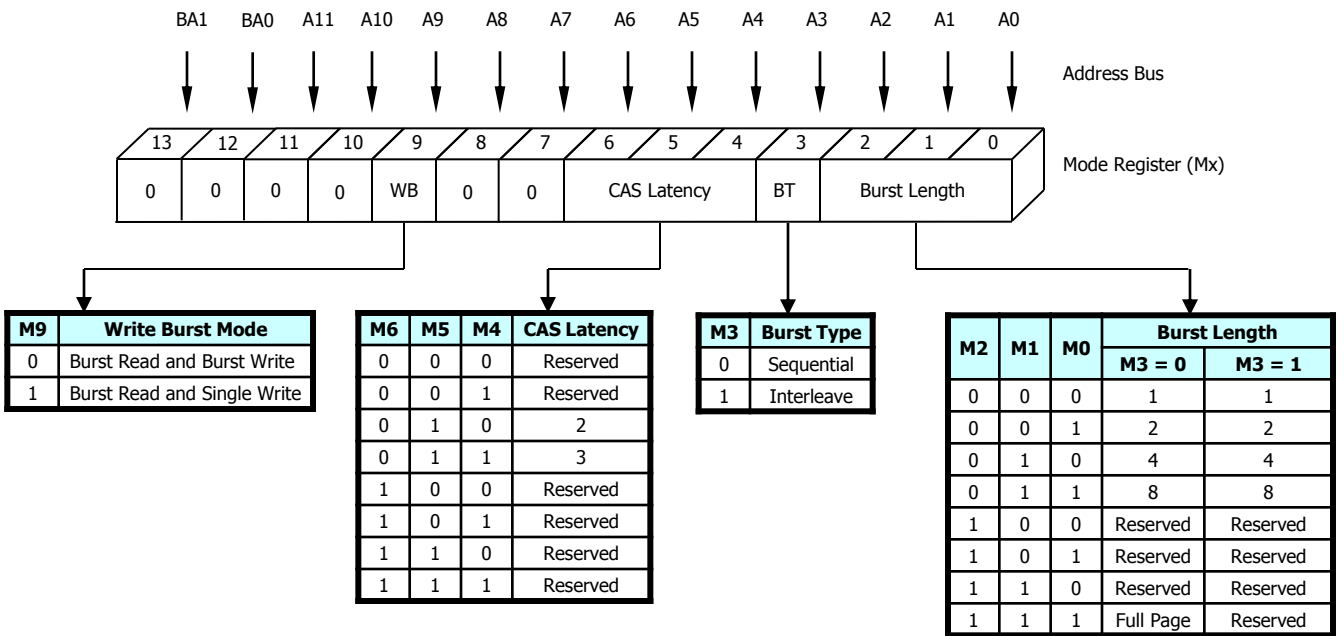 BA1 BA0 A11 A10 A9 A8 A7 A6 A5 A4 A3 A2 A1 A0
Address Bus
13 12 11 10 9 8 7 6 5 4 3 2 1 0
Mode Register (Mx)
0 0 0 0 WB 0 0 CAS Latency BT Burst Length
M9 Write Burst Mode
0 Burst Read and Burst Write
1 Burst Read and Single Write
M6 M5 M4 CAS Latency
0 0 0 Reserved
0 0 1 Reserved
0 1 0 2
0 1 1 3
1 0 0 Reserved
1 0 1 Reserved
1 1 0 Reserved
1 1 1 Reserved
M3 Burst Type
0 Sequential
1 Interleave
M2 M1 M0 Burst Length
M3 = 0 M3 = 1
0 0 0 1 1
0 0 1 2 2
0 1 0 4 4
0 1 1 8 8
1 0 0 Reserved Reserved
1 0 1 Reserved Reserved
1 1 0 Reserved Reserved
1 1 1 Full Page Reserved